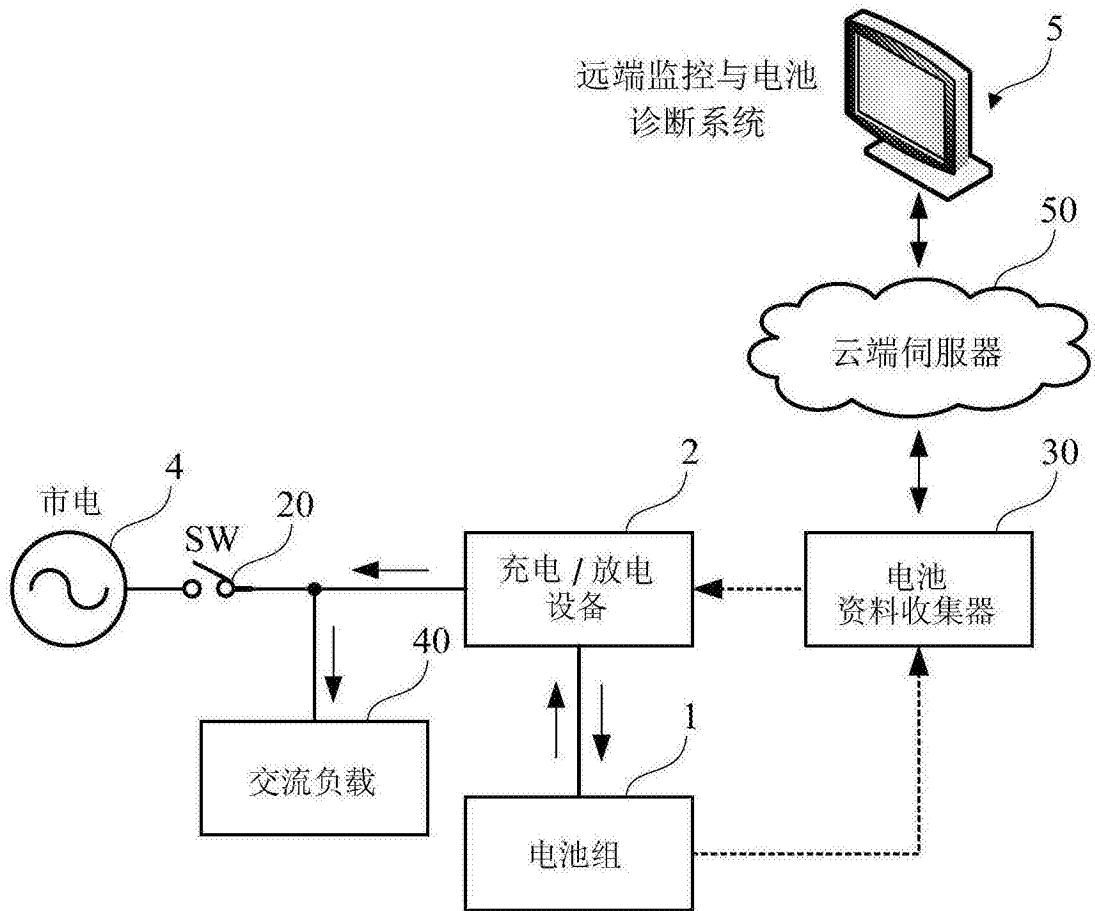 5
远端监控与电池
诊断系统
50
云端伺服器
4
市电
SW
20
2
充电 / 放电
设备
30
电池
资料收集器
40
交流负载
1
电池组